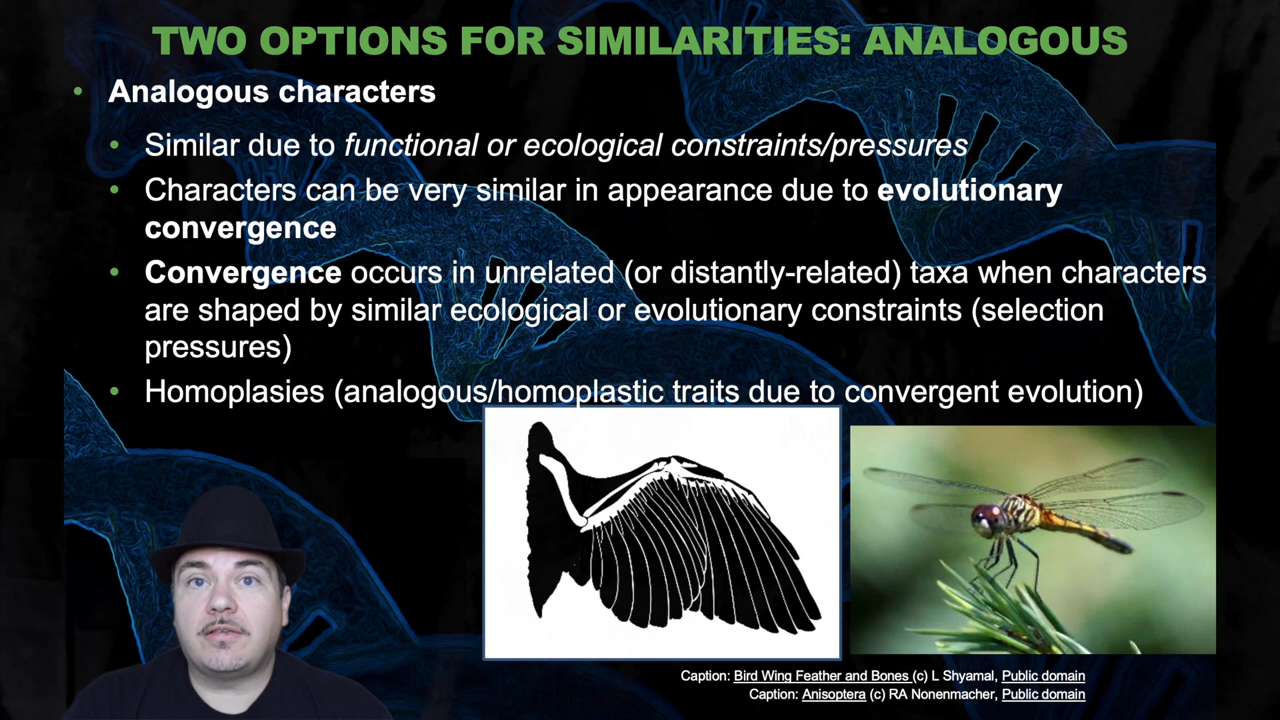 TWO OPTIONS FOR SIMILARITIES: ANALOGOUS
• Analogous characters
• Similar due to functional or ecological constraints/pressures
• Characters can be very similar in appearance due to evolutionary
convergence
• Convergence occurs in unrelated (or distantly-related) taxa when characters
are shaped by similar ecological or evolutionary constraints (selection
pressures)
• Homoplasies (analogous/homoplastic traits due to convergent evolution)
Caption: Bird Wing Feather and Bones (c) L Shyamal, Public domain
Caption: Anisoptera (c) RA Nonenmacher, Public domain